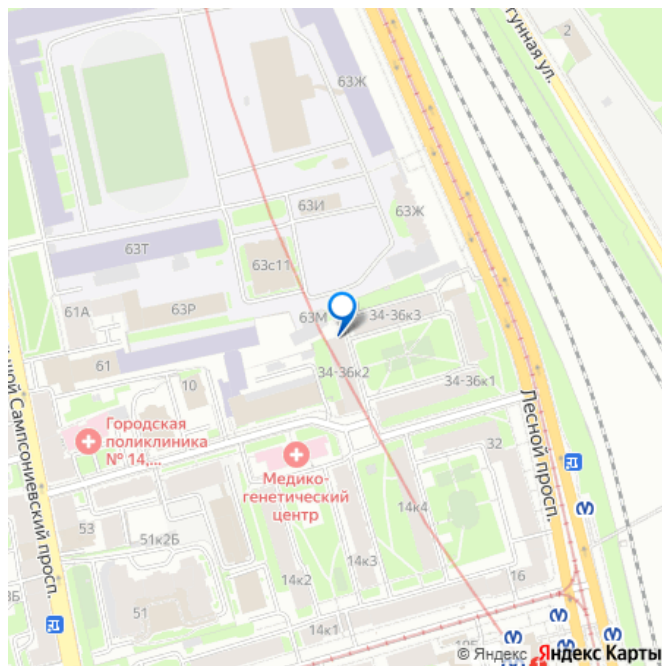 2
гунная ул.
63Ж
63И
63Ж
63Т
63с11
61А
63Р
63М
34-36к3
61
34-36к2
10
34-36к1
Городская
поликлиника
№ 14,...
Медико-
генетический
центр
32
Лесной просп.
шой Сампсониевский просп.
53
51к2Б
14к4
14к3
14к2
16
51
14к1
© Яндекс Яндекс Карты